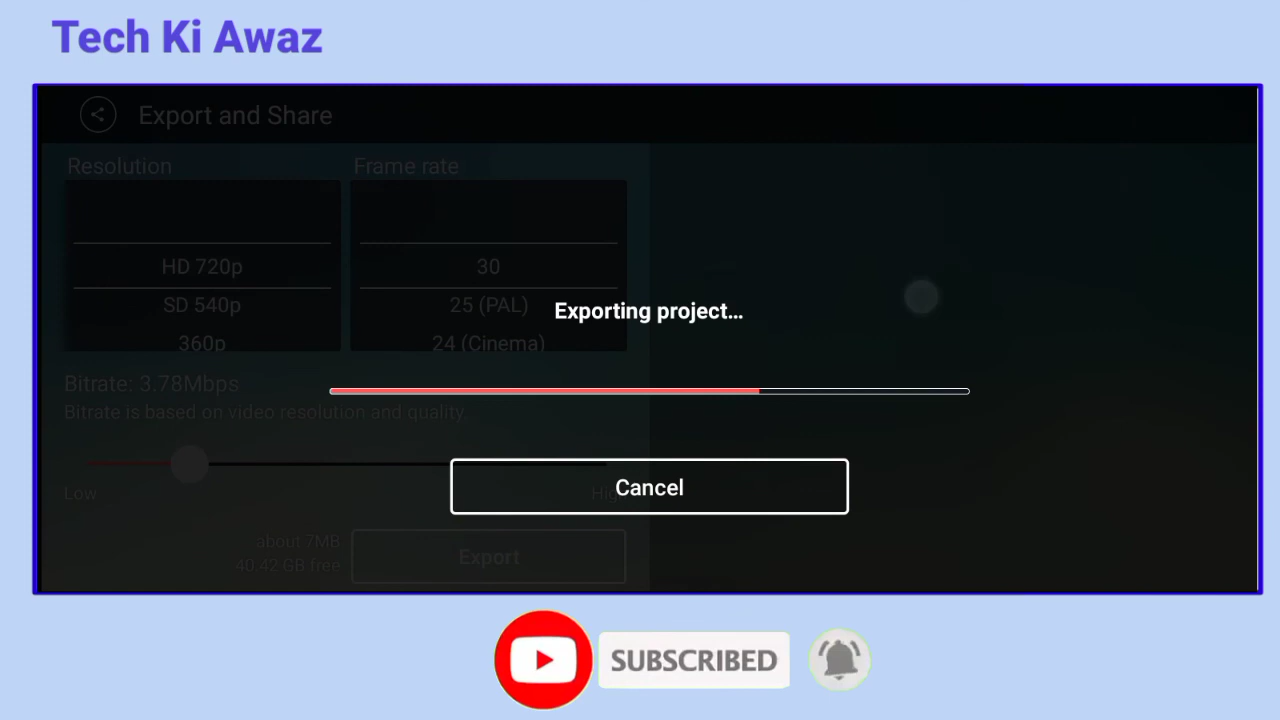 Tech Ki Awaz
Export and Share
Resolution
Frame rate
HD 720p
30
SD 540p
25 (PAL)
360p
24 (Cinema)
Exporting project...
Bitrate: 3.78Mbps
Bitrate is based on video resolution and quality.
Low
High
Cancel
about 7MB
40.42 GB free
Export
SUBSCRIBED